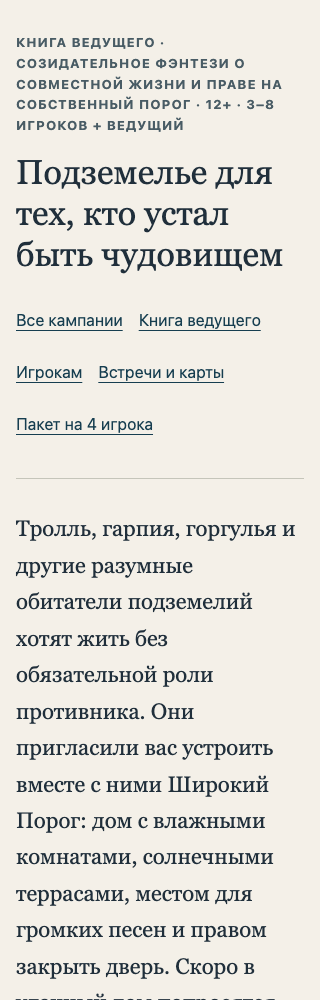 КНИГА ВЕДУЩЕГО ·
СОЗИДАТЕЛЬНОЕ ФЭНТЕЗИ О
СОВМЕСТНОЙ ЖИЗНИ И ПРАВЕ НА
СОБСТВЕННЫЙ ПОРОГ · 12+ · 3–8
ИГРОКОВ + ВЕДУЩИЙ
Подземелье для
тех, кто устал
быть чудовищем
Все кампании Книга ведущего
Игрокам Встречи и карты
Пакет на 4 игрока
Тролль, гарпия, горгулья и
другие разумные
обитатели подземелий
хотят жить без
обязательной роли
противника. Они
пригласили вас устроить
вместе с ними Широкий
Порог: дом с влажными
комнатами, солнечными
террасами, местом для
громких песен и правом
закрыть дверь. Скоро в